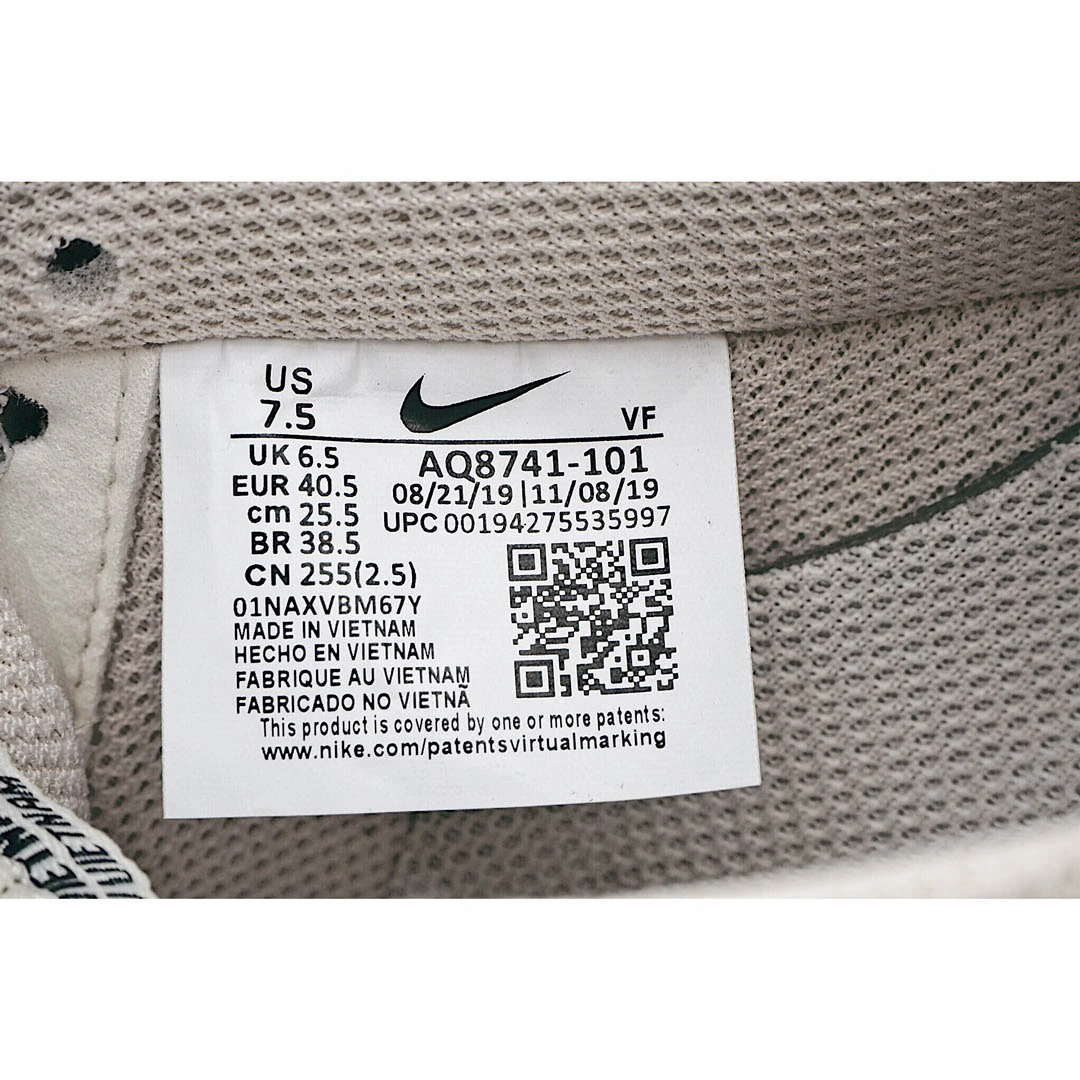 US
7.5
VF
UK 6.5
EUR 40.5
cm 25.5
BR 38.5
CN 255(2.5)
AQ8741-101
08/21/19|11/08/19
UPC 00194275535997
01NAXVBM67Y
MADE IN VIETNAM
HECHO EN VIETNAM
FABRIQUE AU VIETNAM
FABRICADO NO VIETNÃ
This product is covered by one or more patents:
www.nike.com/patentsvirtualmarking